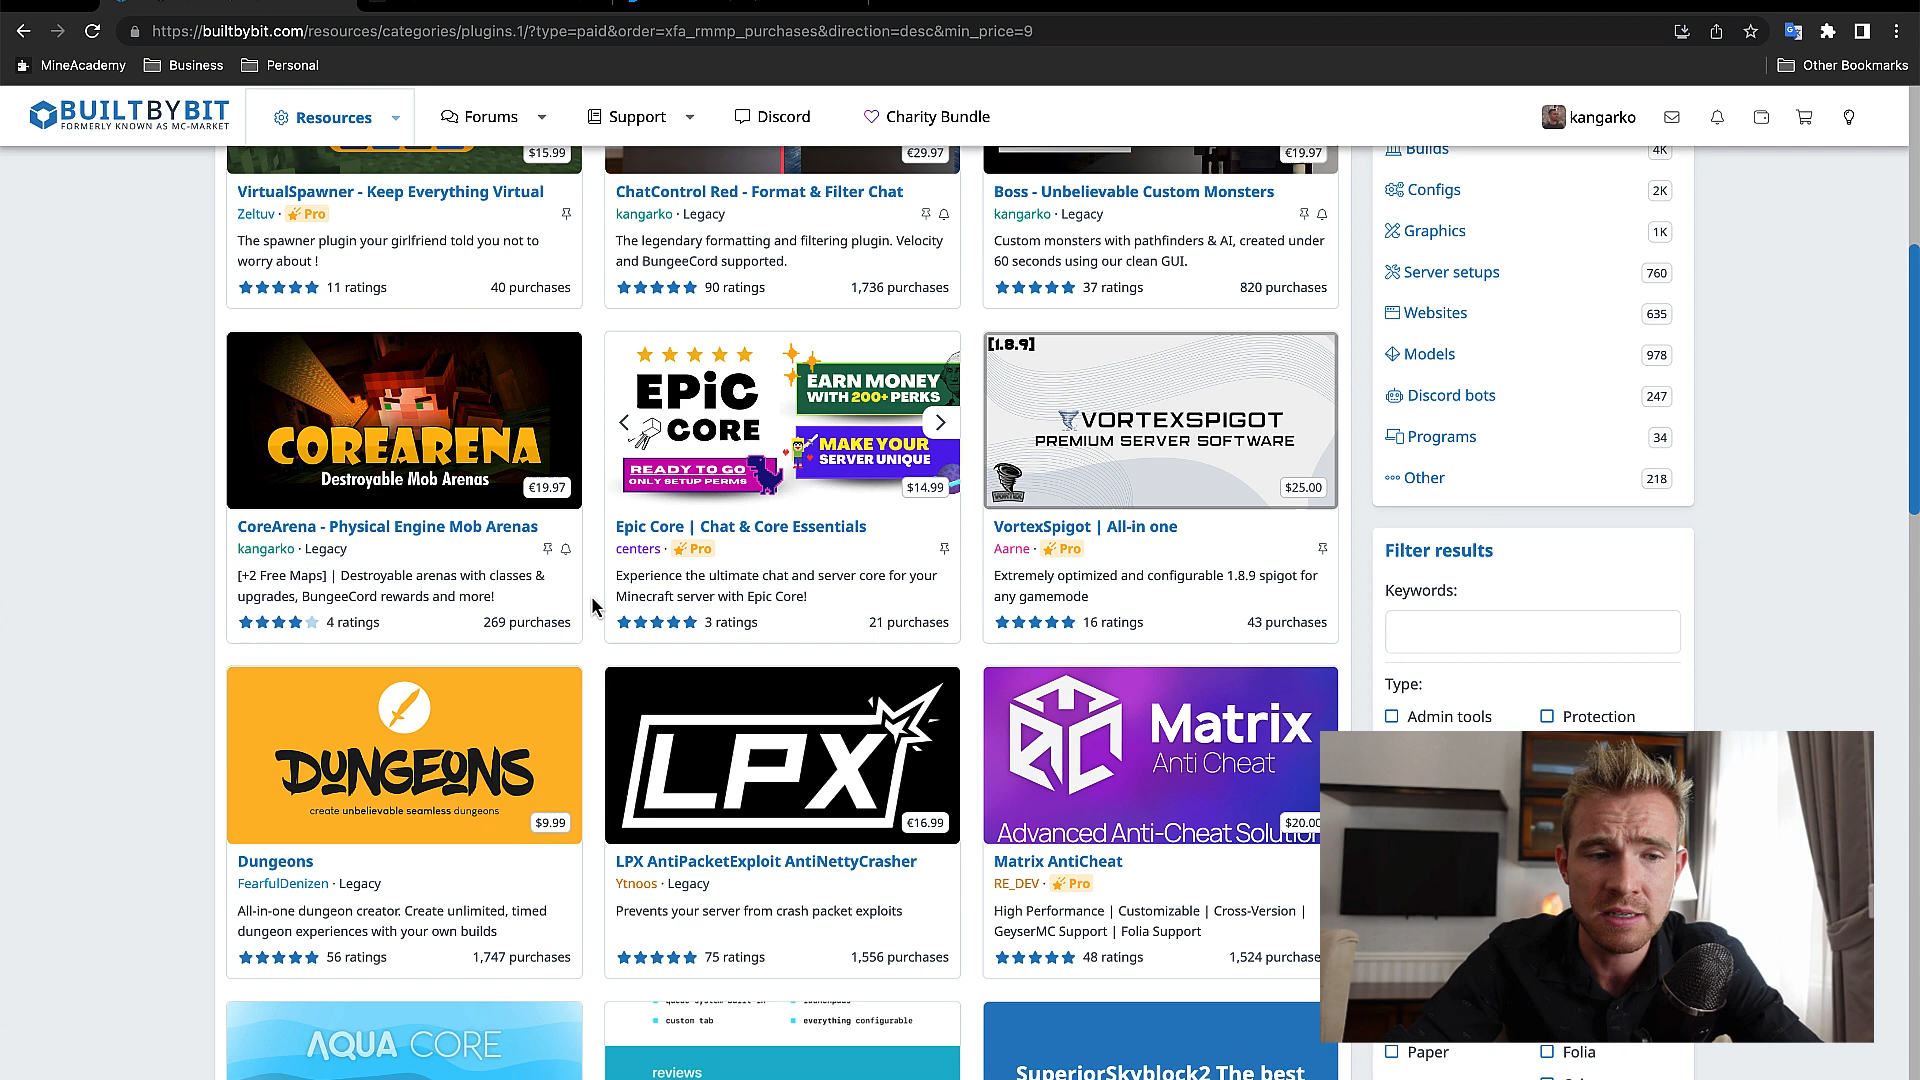 https://builtbybit.com/resources/categories/plugins.1/?type=paid&order=xfa_rmmp_purchases&direction=desc&min_price=9
MineAcademy
Business
Personal
Other Bookmarks
BUILTBYBIT
FORMERLY KNOWN AS MC-MARKET
Resources
Forums
Support
Discord
Charity Bundle
kangarko
$15.99
€29.97
€19.97
VirtualSpawner - Keep Everything Virtual
Zeltuv · Pro
The spawner plugin your girlfriend told you not to
worry about !
11 ratings
40 purchases
ChatControl Red - Format & Filter Chat
kangarko · Legacy
The legendary formatting and filtering plugin. Velocity
and BungeeCord supported.
90 ratings
1,736 purchases
Boss - Unbelievable Custom Monsters
kangarko · Legacy
Custom monsters with pathfinders & AI, created under
60 seconds using our clean GUI.
37 ratings
820 purchases
COREARENA
Destroyable Mob Arenas
€19.97
CoreArena - Physical Engine Mob Arenas
kangarko · Legacy
[+2 Free Maps] | Destroyable arenas with classes &
upgrades, BungeeCord rewards and more!
4 ratings
269 purchases
EPiC
CORE
READY TO GO
ONLY SETUP PERMS
EARN MONEY
WITH 200+ PERKS
MAKE YOUR
SERVER UNIQUE
$14.99
Epic Core | Chat & Core Essentials
centers · Pro
Experience the ultimate chat and server core for your
Minecraft server with Epic Core!
3 ratings
21 purchases
[1.8.9]
VORTEXSPIGOT
PREMIUM SERVER SOFTWARE
VORTEX
$25.00
VortexSpigot | All-in one
Aarne · Pro
Extremely optimized and configurable 1.8.9 spigot for
any gamemode
16 ratings
43 purchases
DUNGEONS
create unbelievable seamless dungeons
$9.99
Dungeons
FearfulDenizen · Legacy
All-in-one dungeon creator. Create unlimited, timed
dungeon experiences with your own builds
56 ratings
1,747 purchases
LPX
€16.99
LPX AntiPacketExploit AntiNettyCrasher
Ytnoos · Legacy
Prevents your server from crash packet exploits
75 ratings
1,556 purchases
Matrix
Anti Cheat
Advanced Anti-Cheat Solution
$20.00
Matrix AntiCheat
RE_DEV · Pro
High Performance | Customizable | Cross-Version |
GeyserMC Support | Folia Support
48 ratings
1,524 purchase
AQUA CORE
custom tab
everything configurable
reviews
SuperiorSkyblock2 The best
Builds
4K
Configs
2K
Graphics
1K
Server setups
760
Websites
635
Models
978
Discord bots
247
Programs
34
Other
218
Filter results
Keywords:
Type:
Admin tools
Protection
Paper
Folia